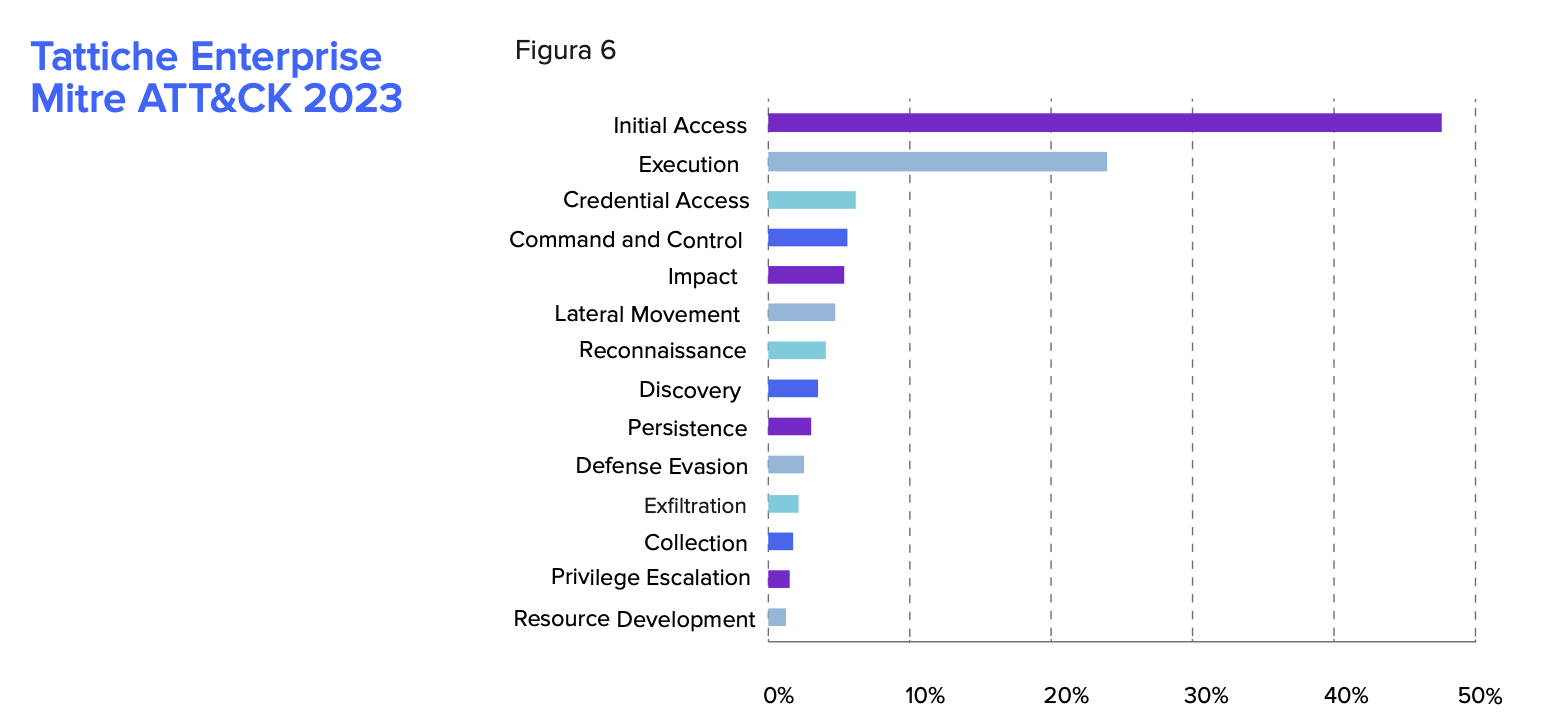 Tattiche Enterprise
Mitre ATT&CK 2023
Figura 6
Initial Access
Execution
Credential Access
Command and Control
Impact
Lateral Movement
Reconnaissance
Discovery
Persistence
Defense Evasion
Exfiltration
Collection
Privilege Escalation
Resource Development
0% 10% 20% 30% 40% 50%